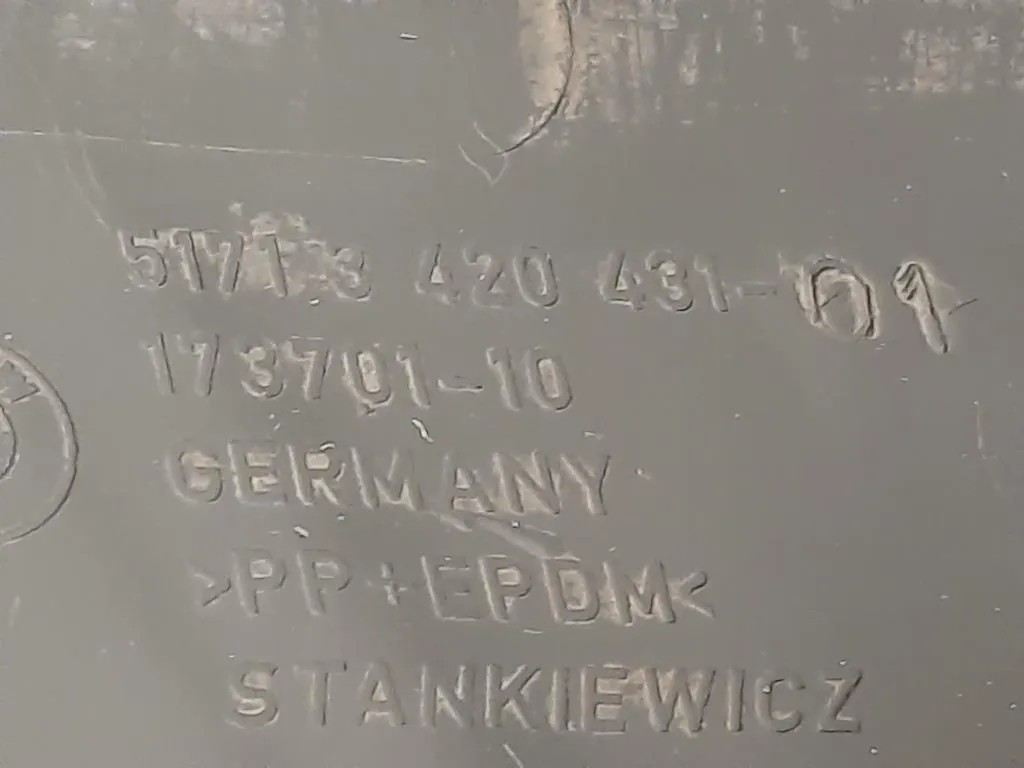 51713 420 431-01
173701-10
GERMANY
>PP+EPDM<
STANKIEWICZ